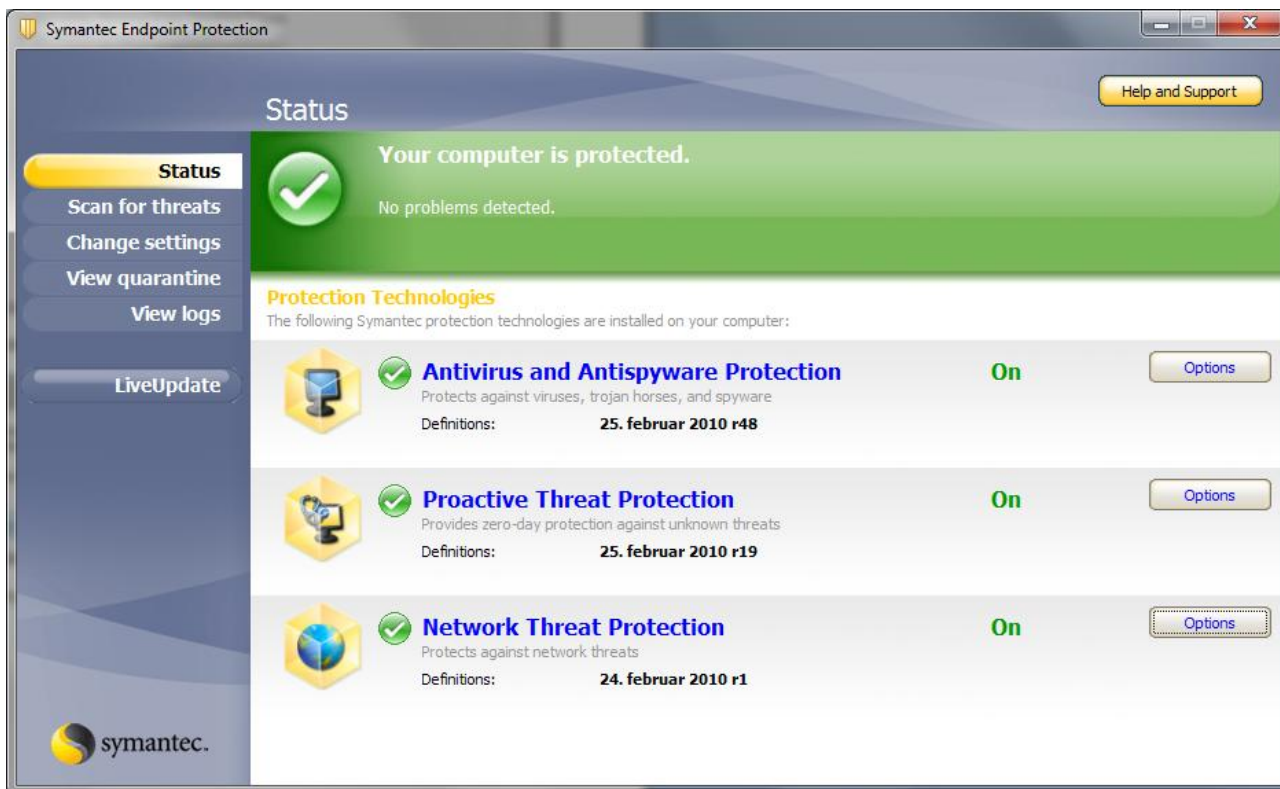 Symantec Endpoint Protection
Help and Support
Status
Status
Scan for threats
Change settings
View quarantine
View logs
LiveUpdate
symantec.
Your computer is protected.
No problems detected.
Protection Technologies
The following Symantec protection technologies are installed on your computer:
Antivirus and Antispyware Protection On Options
Protects against viruses, trojan horses, and spyware
Definitions: 25. februar 2010 r48
Proactive Threat Protection On Options
Provides zero-day protection against unknown threats
Definitions: 25. februar 2010 r19
Network Threat Protection On Options
Protects against network threats
Definitions: 24. februar 2010 r1